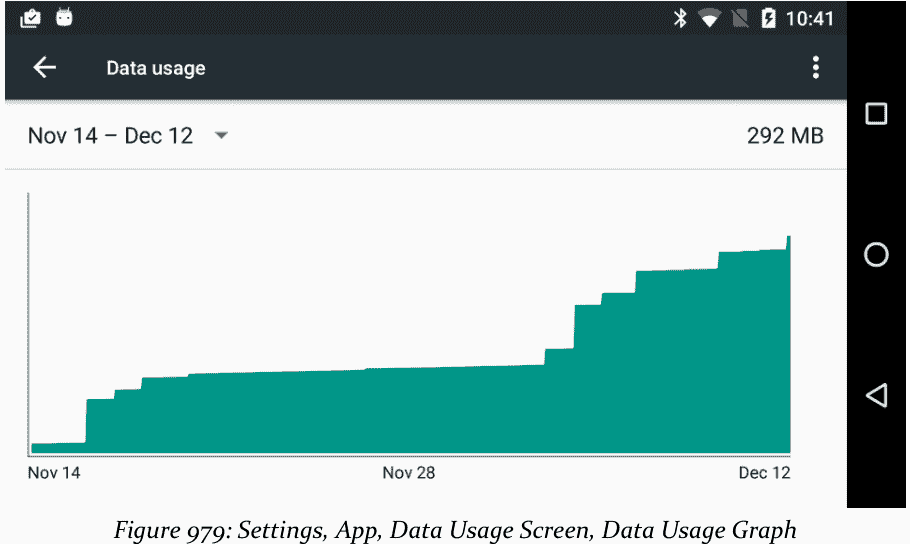 10:41
Data usage
Nov 14 – Dec 12 292 MB
Nov 14 Nov 28 Dec 12
Figure 979: Settings, App, Data Usage Screen, Data Usage Graph